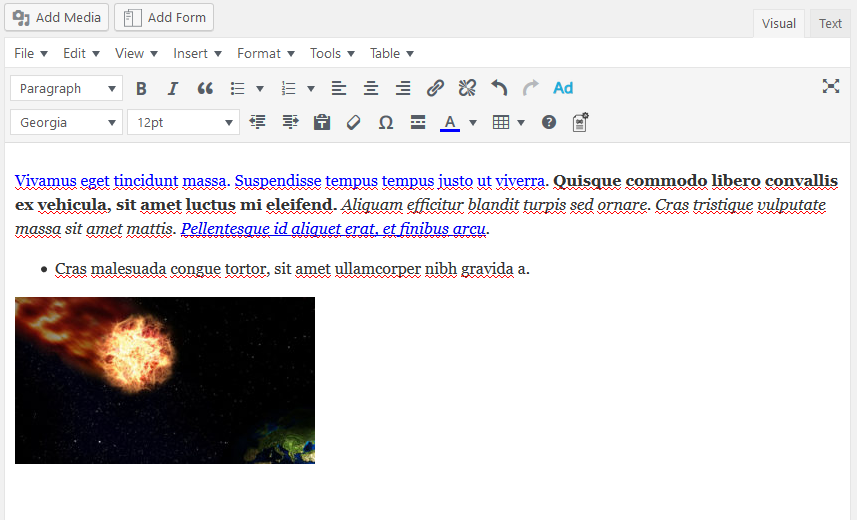 Add Media Add Form
Visual Text
File Edit View Insert Format Tools Table
Paragraph B I Ad
Georgia 12pt A
Vivamus eget tincidunt massa. Suspendisse tempus tempus justo ut viverra. Quisque commodo libero convallis
ex vehicula, sit amet luctus mi eleifend. Aliquam efficitur blandit turpis sed ornare. Cras tristique vulputate
massa sit amet mattis. Pellentesque id aliquet erat, et finibus arcu.
• Cras malesuada congue tortor, sit amet ullamcorper nibh gravida a.